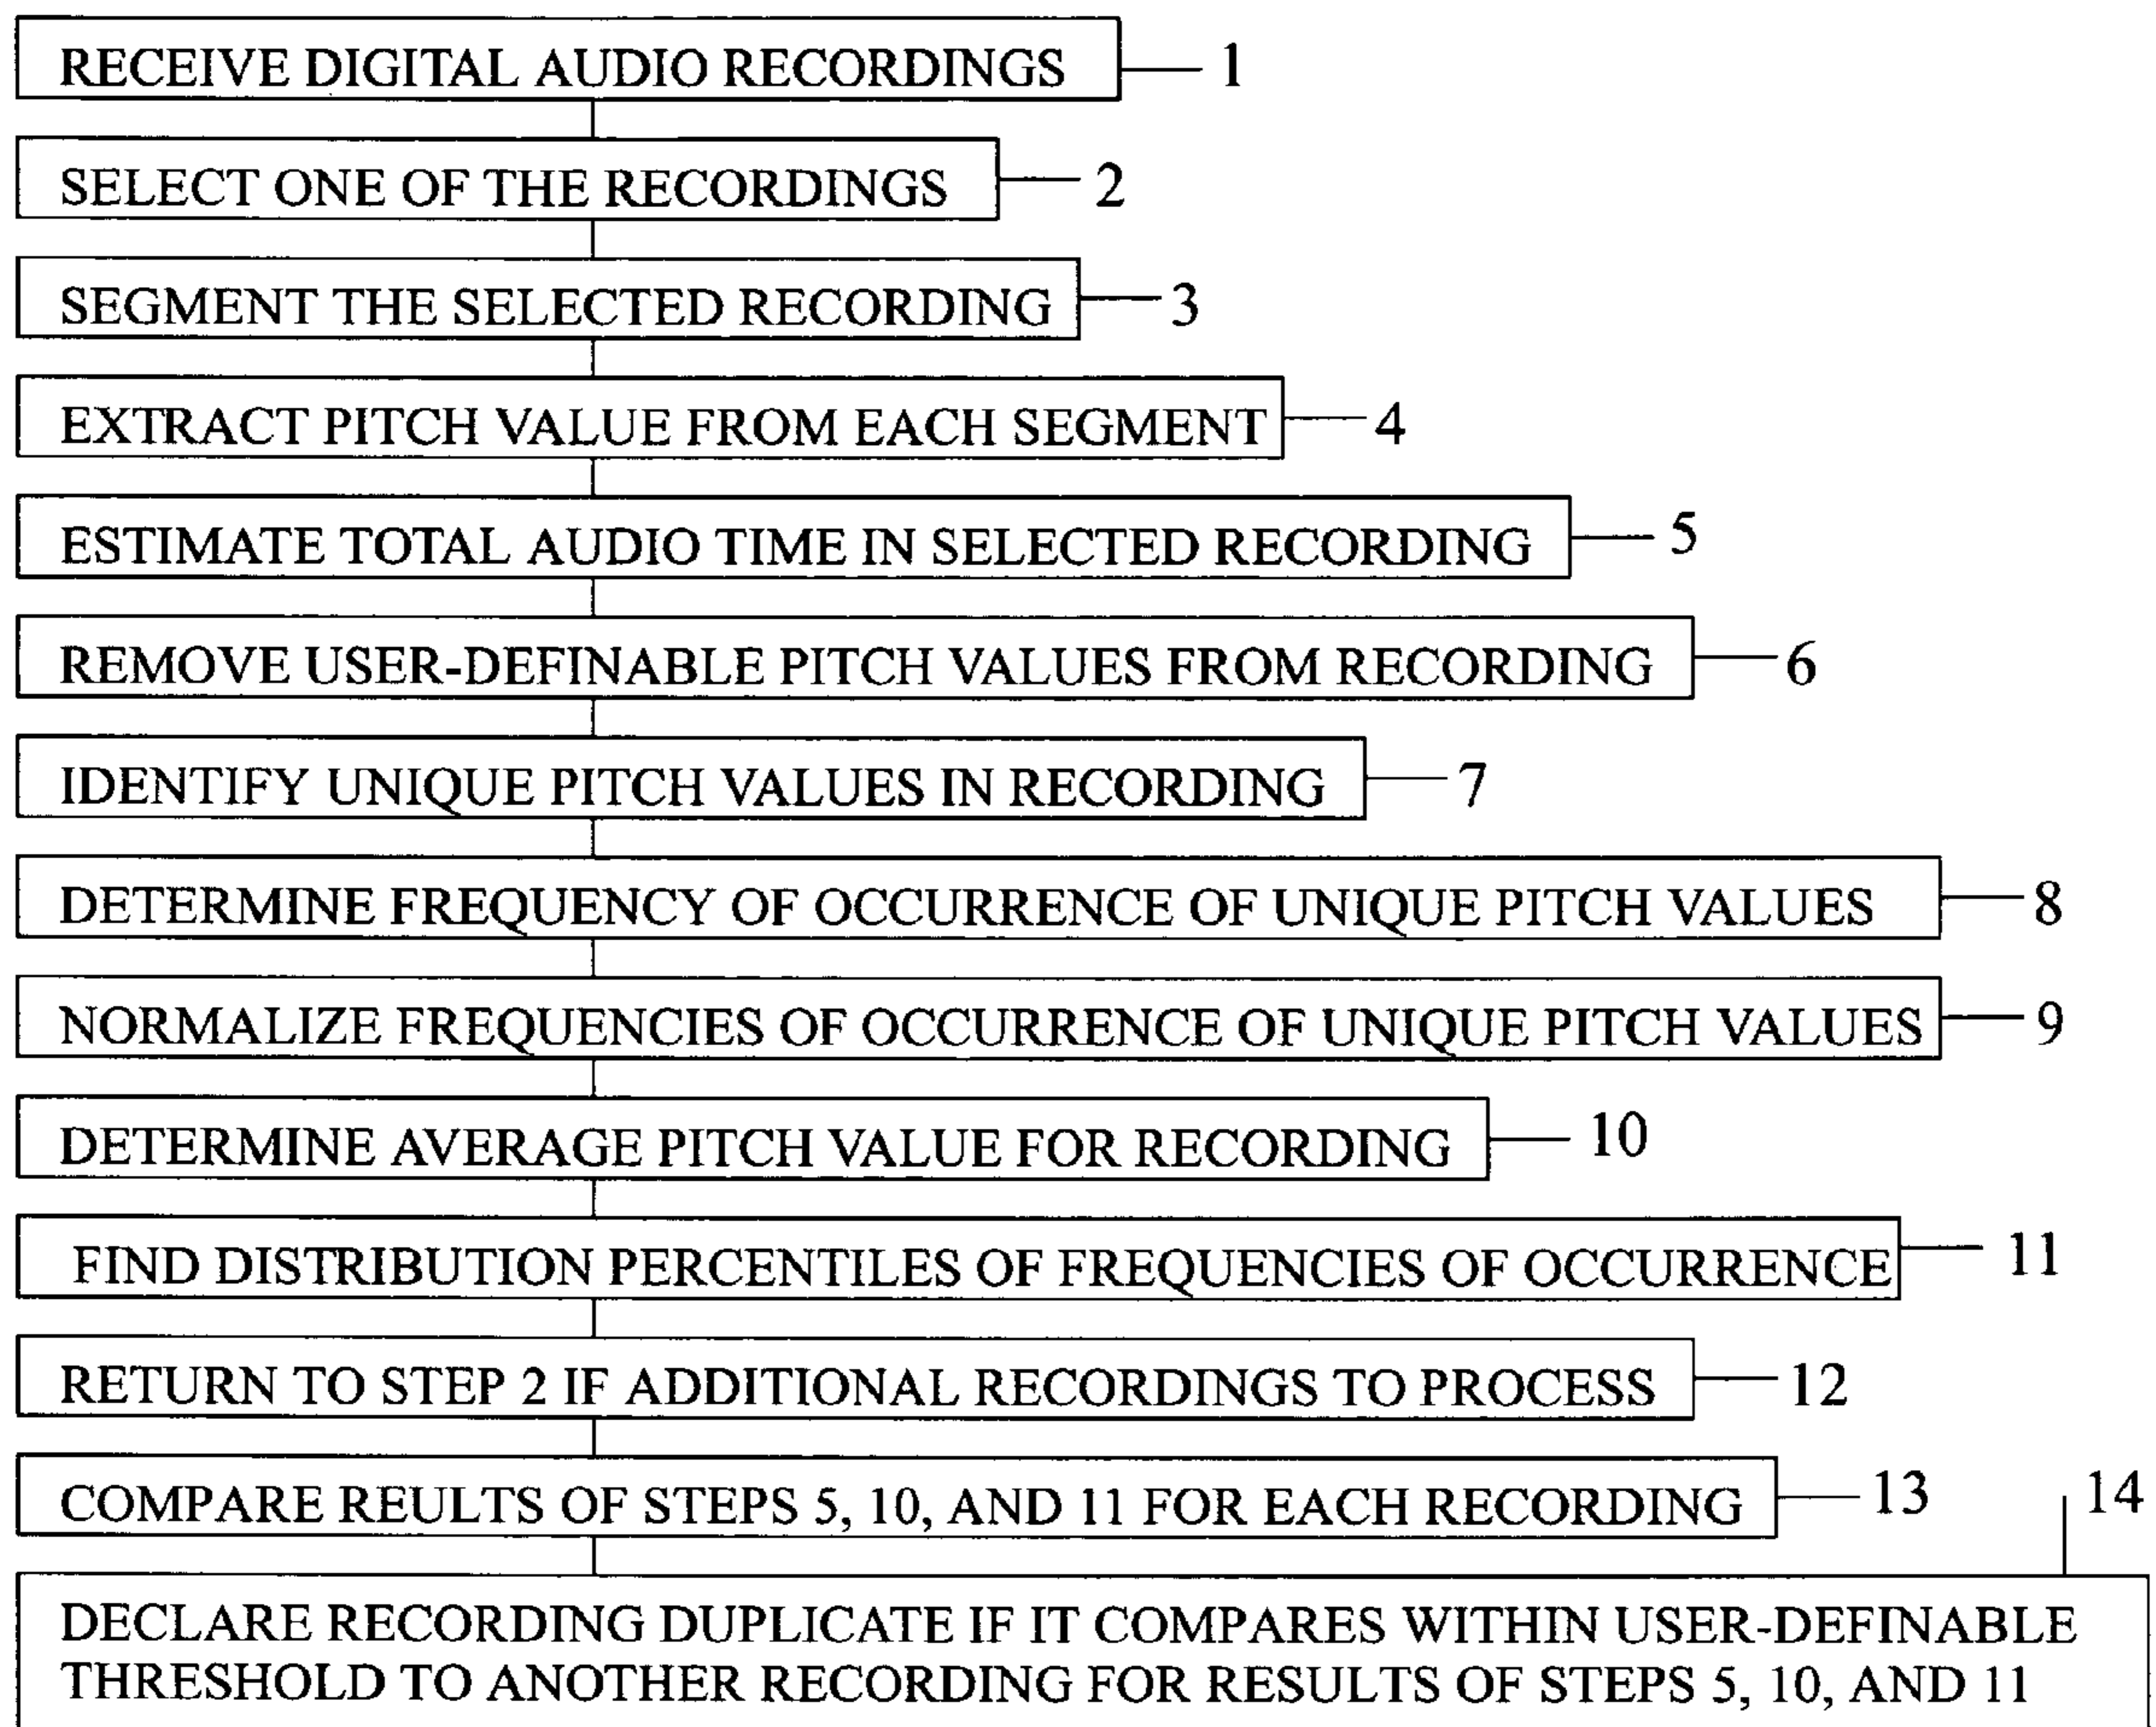 RECEIVE DIGITAL AUDIO RECORDINGS 1
SELECT ONE OF THE RECORDINGS 2
SEGMENT THE SELECTED RECORDING 3
EXTRACT PITCH VALUE FROM EACH SEGMENT 4
ESTIMATE TOTAL AUDIO TIME IN SELECTED RECORDING 5
REMOVE USER-DEFINABLE PITCH VALUES FROM RECORDING 6
IDENTIFY UNIQUE PITCH VALUES IN RECORDING 7
DETERMINE FREQUENCY OF OCCURRENCE OF UNIQUE PITCH VALUES 8
NORMALIZE FREQUENCIES OF OCCURRENCE OF UNIQUE PITCH VALUES 9
DETERMINE AVERAGE PITCH VALUE FOR RECORDING 10
FIND DISTRIBUTION PERCENTILES OF FREQUENCIES OF OCCURRENCE 11
RETURN TO STEP 2 IF ADDITIONAL RECORDINGS TO PROCESS 12
COMPARE REULTS OF STEPS 5, 10, AND 11 FOR EACH RECORDING 13
14
DECLARE RECORDING DUPLICATE IF IT COMPARES WITHIN USER-DEFINABLE
THRESHOLD TO ANOTHER RECORDING FOR RESULTS OF STEPS 5, 10, AND 11